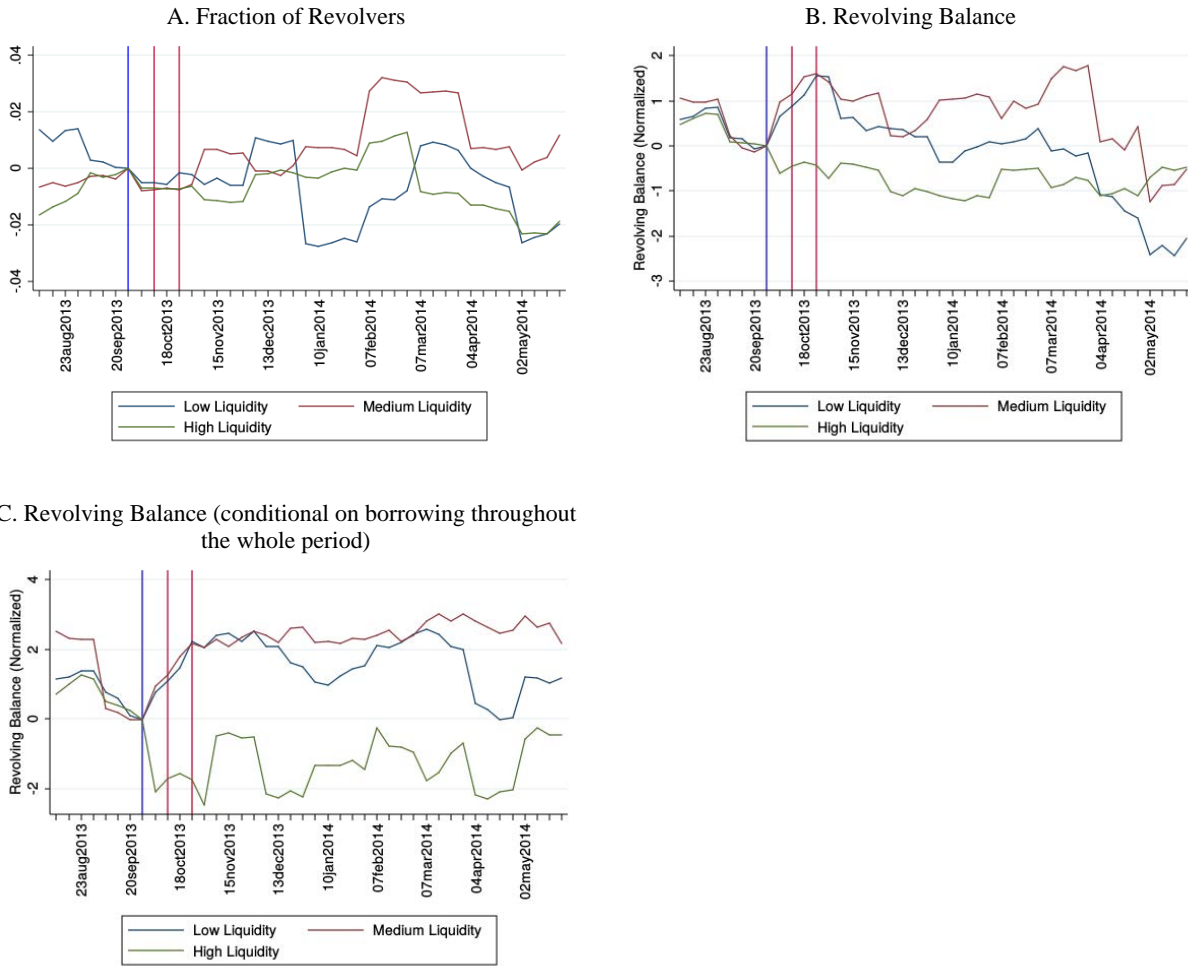 A. Fraction of Revolvers
.04
.02
0
-.02
-.04
23aug2013
20sep2013
18oct2013
15nov2013
13dec2013
10jan2014
07feb2014
07mar2014
04apr2014
02may2014
Low Liquidity
Medium Liquidity
High Liquidity
B. Revolving Balance
Revolving Balance (Normalized)
2
1
0
-1
-2
-3
23aug2013
20sep2013
18oct2013
15nov2013
13dec2013
10jan2014
07feb2014
07mar2014
04apr2014
02may2014
Low Liquidity
Medium Liquidity
High Liquidity
C. Revolving Balance (conditional on borrowing throughout
the whole period)
Revolving Balance (Normalized)
4
2
0
-2
23aug2013
20sep2013
18oct2013
15nov2013
13dec2013
10jan2014
07feb2014
07mar2014
04apr2014
02may2014
Low Liquidity
Medium Liquidity
High Liquidity